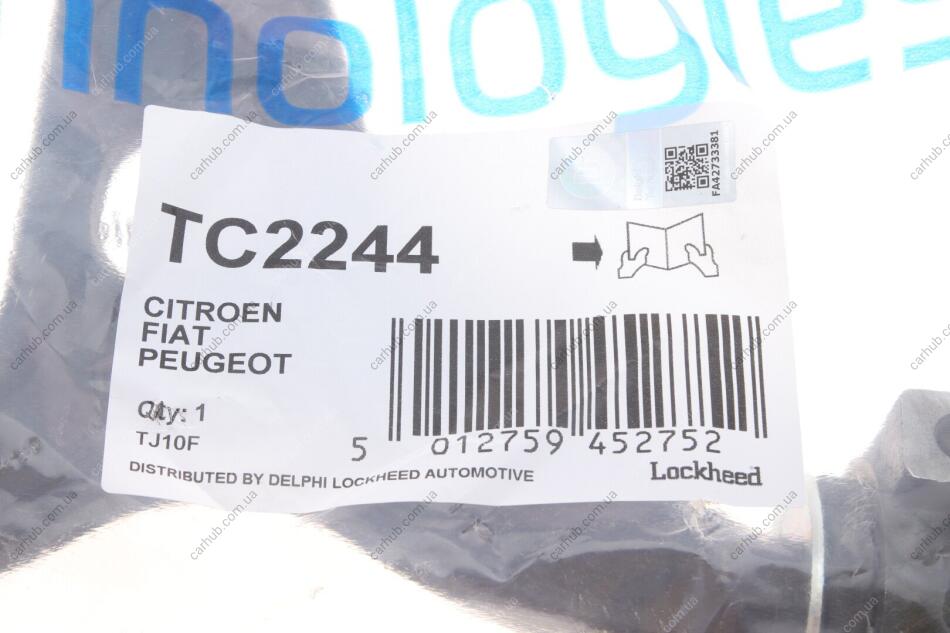 nologies
FA42733381
TC2244
CITROEN
FIAT
PEUGEOT
Qty: 1
TJ10F
5 012759 452752
DISTRIBUTED BY DELPHI LOCKHEED AUTOMOTIVE
Lockheed
carhub.com.ua